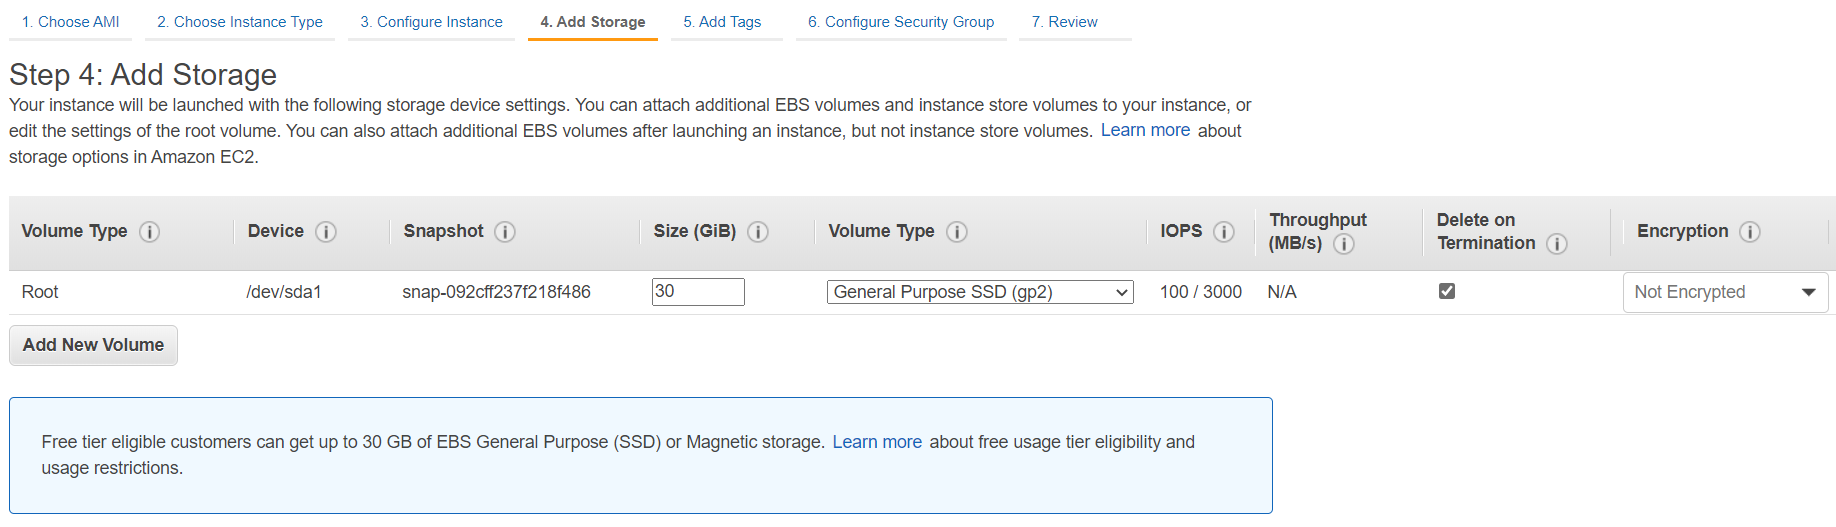 1. Choose AMI 2. Choose Instance Type 3. Configure Instance 4. Add Storage 5. Add Tags 6. Configure Security Group 7. Review
Step 4: Add Storage
Your instance will be launched with the following storage device settings. You can attach additional EBS volumes and instance store volumes to your instance, or
edit the settings of the root volume. You can also attach additional EBS volumes after launching an instance, but not instance store volumes. Learn more about
storage options in Amazon EC2.
Volume Type i Device i Snapshot i Size (GiB) i Volume Type i IOPS i Throughput (MB/s) i Delete on Termination i Encryption i
Root /dev/sda1 snap-092cff237f218f486 30 General Purpose SSD (gp2) 100 / 3000 N/A Not Encrypted
Add New Volume
Free tier eligible customers can get up to 30 GB of EBS General Purpose (SSD) or Magnetic storage. Learn more about free usage tier eligibility and
usage restrictions.